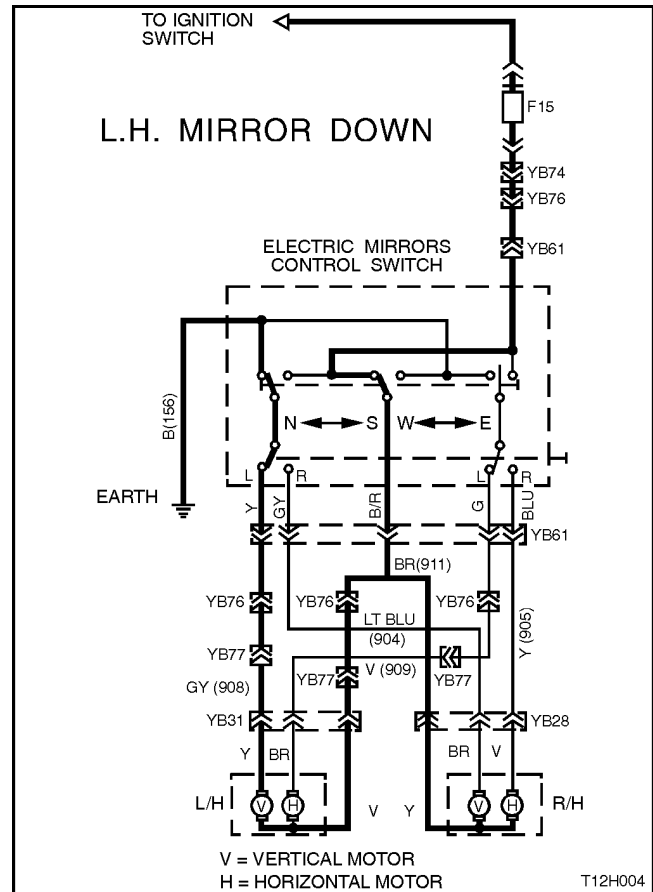 TO IGNITION
SWITCH
F15
L.H. MIRROR DOWN
YB74
YB76
YB61
ELECTRIC MIRRORS
CONTROL SWITCH
B(156)
N S W E
L R L R
EARTH
Y GY B/R G BLU
YB61
BR(911)
YB76 YB76 YB76
LT BLU
(904)
Y (905)
V (909)
YB77 YB77 YB77
GY (908)
YB31 YB28
Y BR BR V
L/H V H V Y V H R/H
V = VERTICAL MOTOR
H = HORIZONTAL MOTOR
T12H004